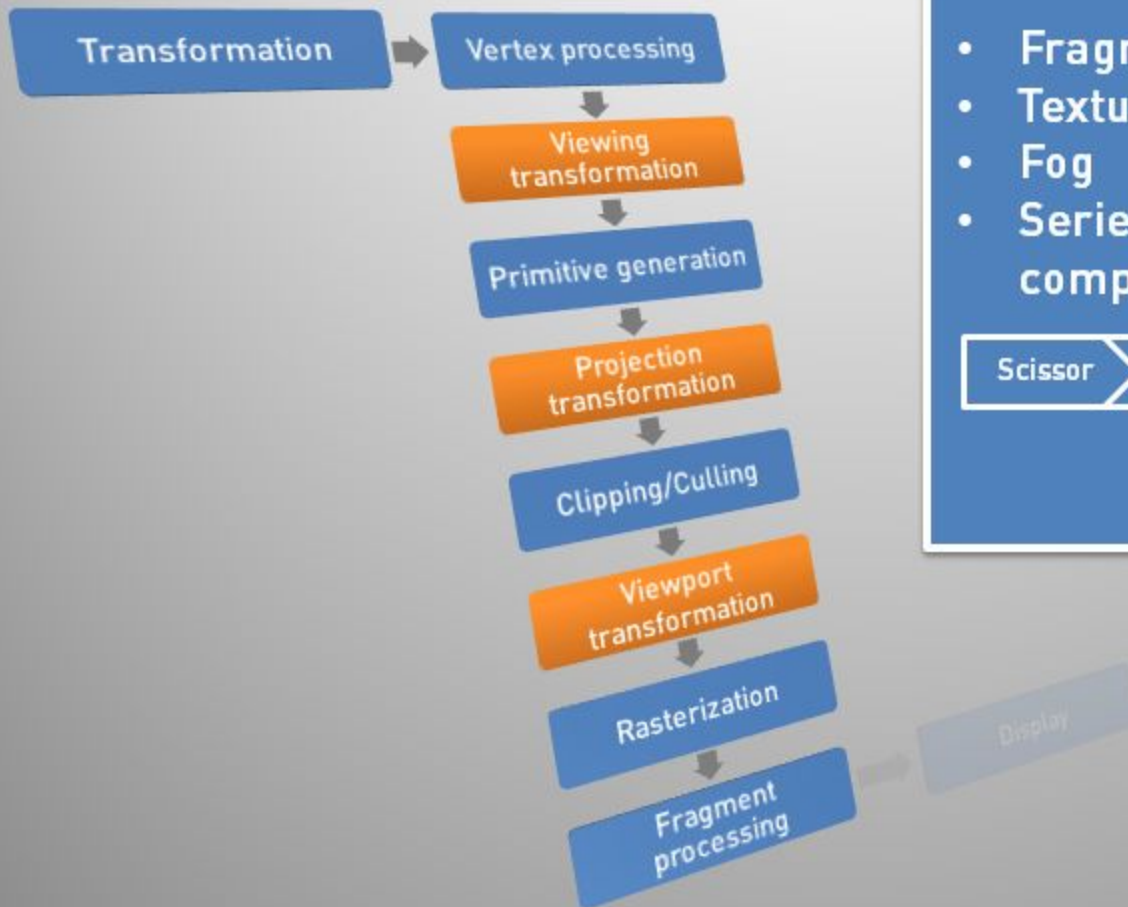 Transformation
Vertex processing
Viewing
transformation
Primitive generation
Projection
transformation
Clipping/Culling
Viewport
transformation
Rasterization
Fragment
processing
Display
Fog
Scissor